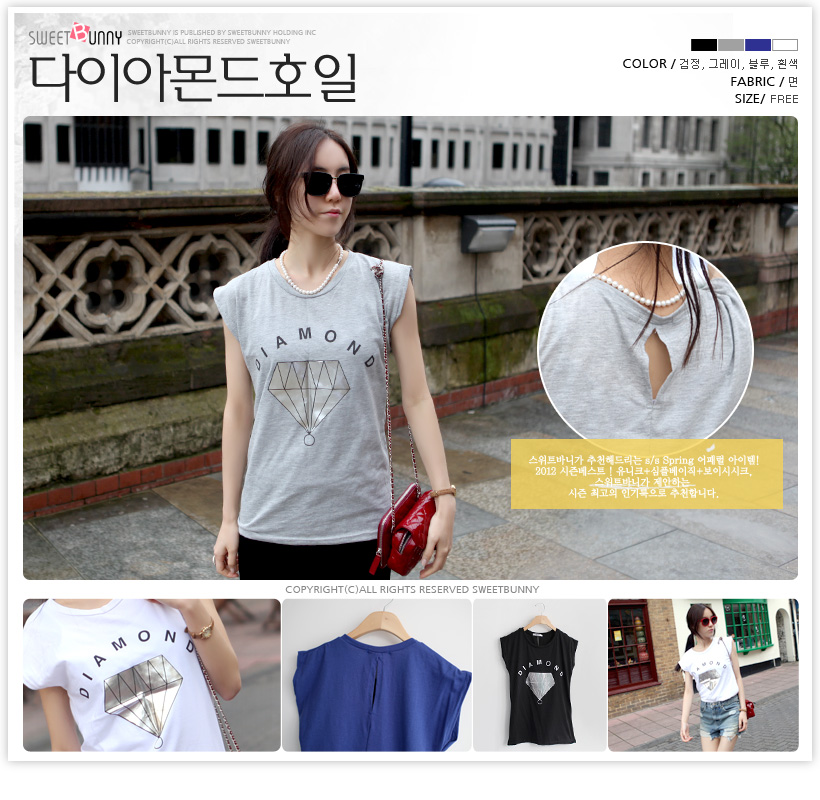 SWEETBUNNY
SWEETBUNNY IS PUBLISHED BY SWEETBUNNY HOLDING INC
COPYRIGHT(C)ALL RIGHTS RESERVED SWEETBUNNY
다이아몬드호일
COLOR / 검정, 그레이, 블루, 흰색
FABRIC / 면
SIZE/ FREE
DIAMOND
스위트바니가 추천해드리는 s/s Spring 어패럴 아이템!
2012 시즌베스트 ! 유니크+심플베이직+보이시시크,
스위트바니가 제안하는
시즌 최고의 인기룩으로 추천합니다.
COPYRIGHT(C)ALL RIGHTS RESERVED SWEETBUNNY
DIAMOND
DIAMOND
DIAMOND